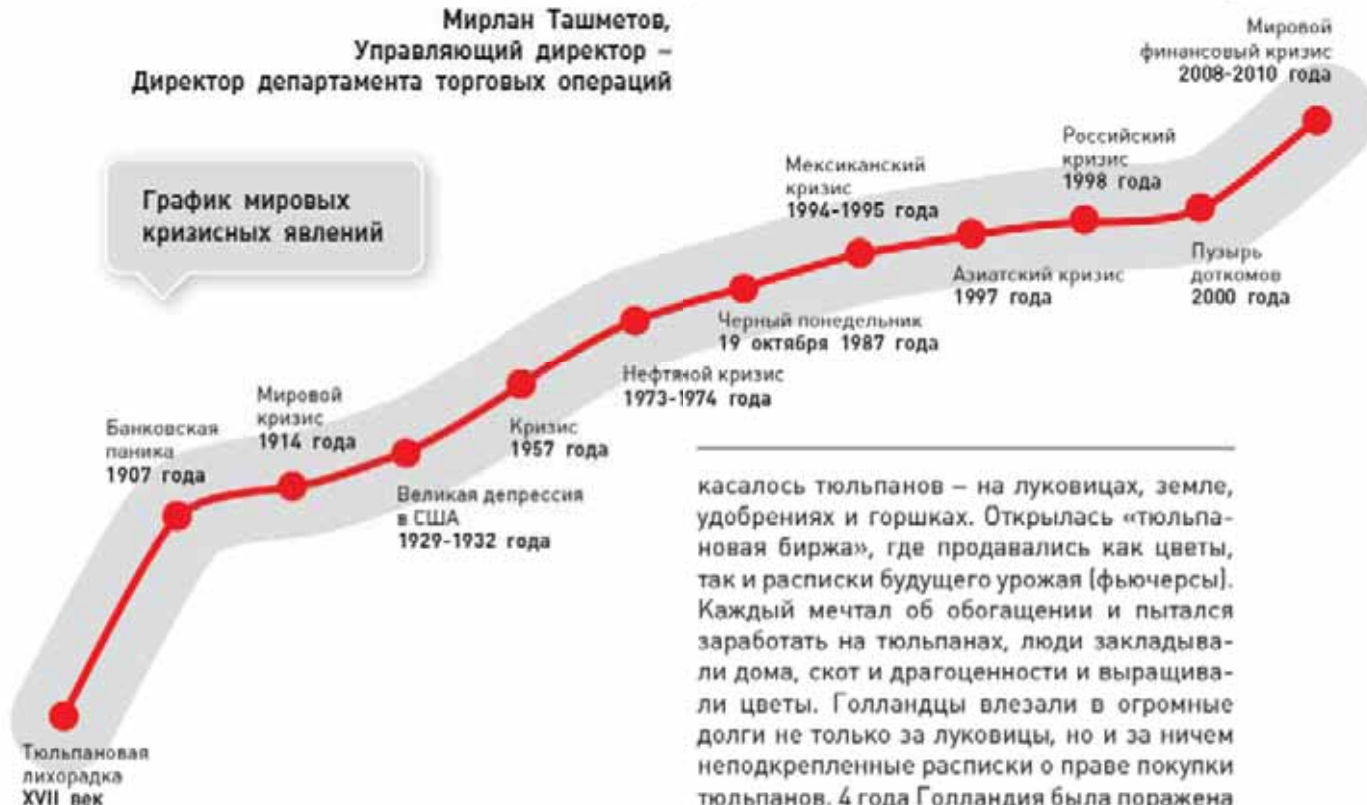 Мирлан Ташметов,
Управляющий директор –
Директор департамента торговых операций
График мировых
кризисных явлений
Тюльпановая
лихорадка
XVII век
Банковская
паника
1907 года
Мировой
кризис
1914 года
Великая депрессия
в США
1929-1932 года
Кризис
1957 года
Нефтяной кризис
1973-1974 года
Черный понедельник
19 октября 1987 года
Мексиканский
кризис
1994-1995 года
Азиатский кризис
1997 года
Российский
кризис
1998 года
Пузырь
доткомов
2000 года
Мировой
финансовый кризис
2008-2010 года
касалось тюльпанов – на луковицах, земле,
удобрениях и горшках. Открылась «тюльпа-
новая биржа», где продавались как цветы,
так и расписки будущего урожая (фьючерсы).
Каждый мечтал об обогащении и пытался
заработать на тюльпанах, люди закладыва-
ли дома, скот и драгоценности и выращива-
ли цветы. Голландцы влезали в огромные
долги не только за луковицы, но и за ничем
неподкрепленные расписки о праве покупки
тюльпанов. 4 года Голландия была поражена